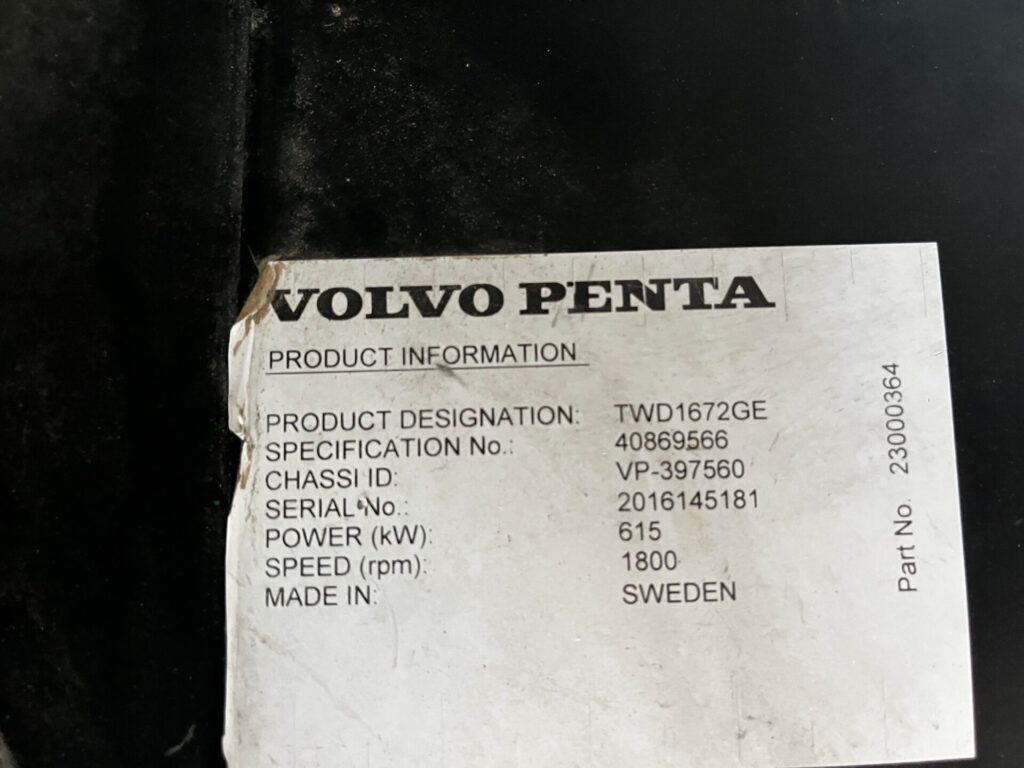 VOLVO PENTA
PRODUCT INFORMATION
PRODUCT DESIGNATION: TWD1672GE
SPECIFICATION No.: 40869566
CHASSI ID: VP-397560
SERIAL No.: 2016145181
POWER (kW): 615
SPEED (rpm): 1800
MADE IN: SWEDEN
Part No. 23000364